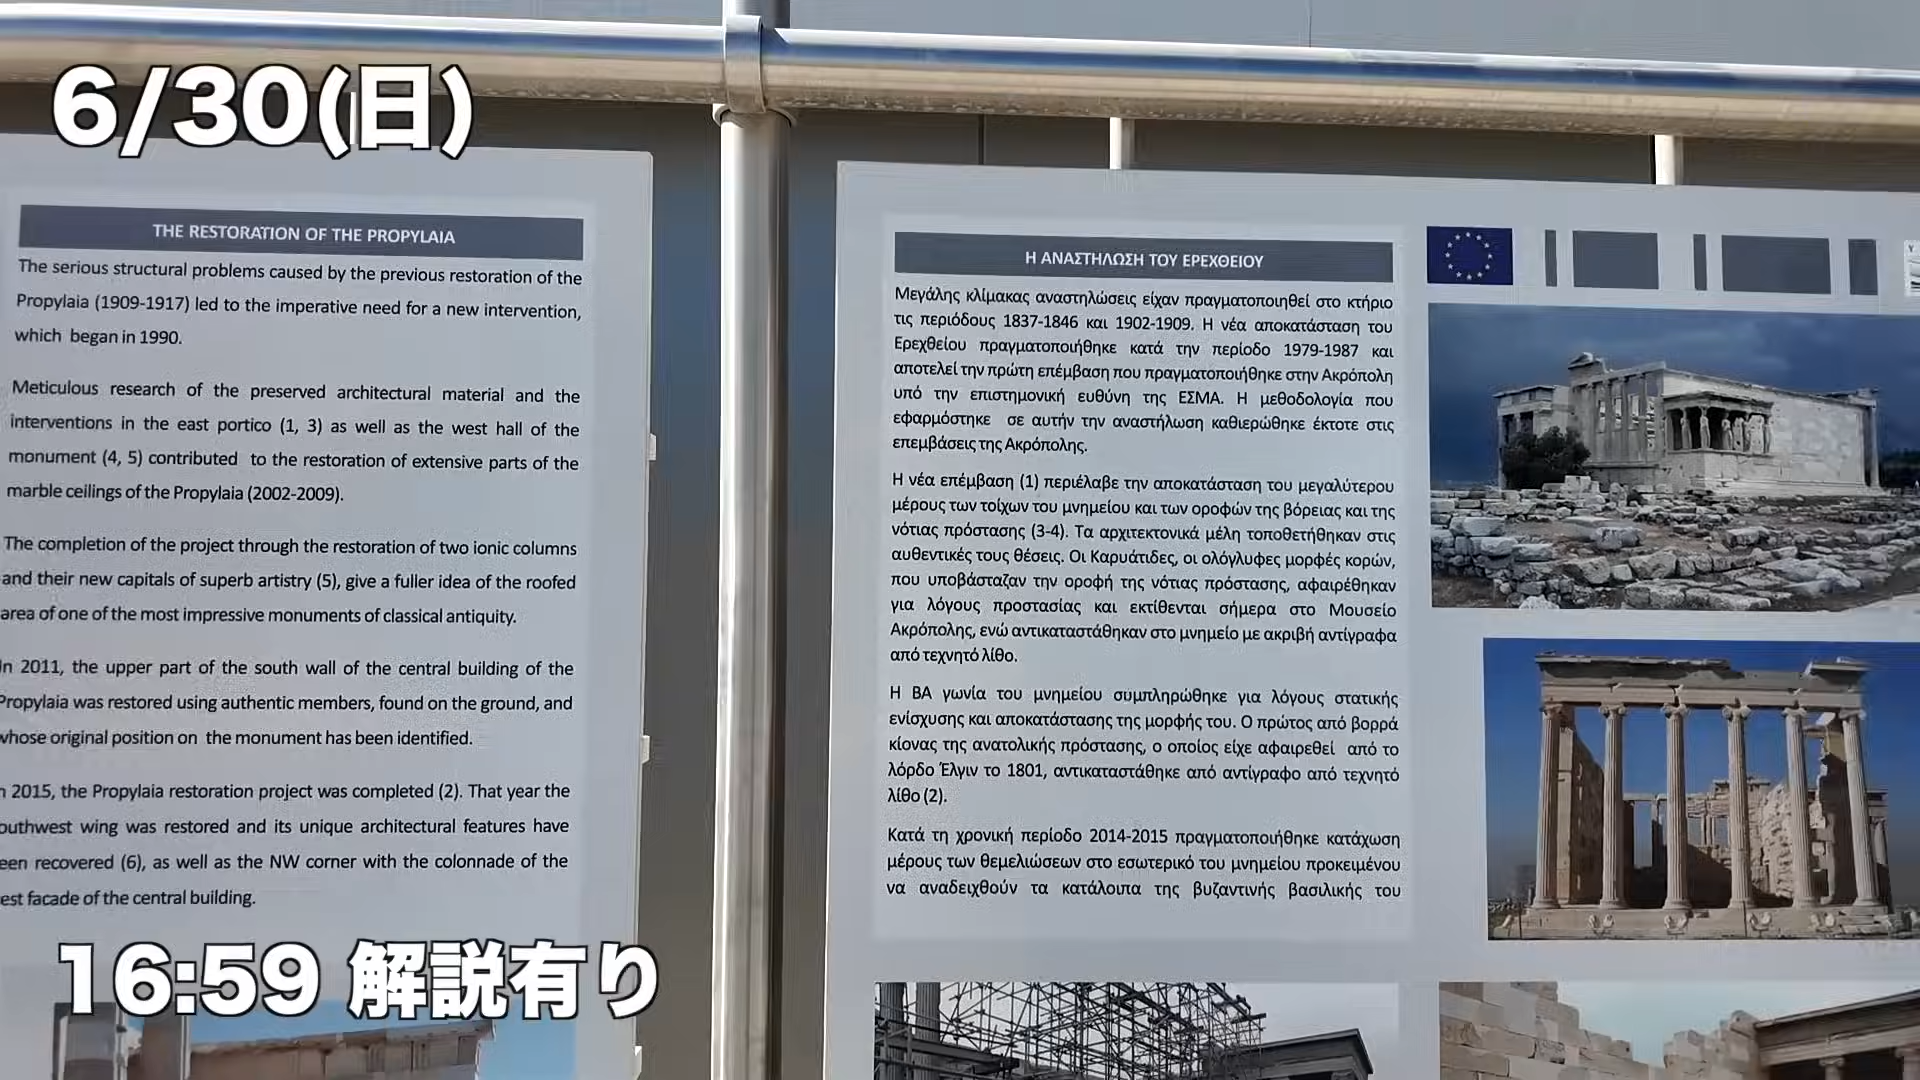 6/30(日)
THE RESTORATION OF THE PROPYLAIA
The serious structural problems caused by the previous restoration of the
Propylaia (1909-1917) led to the imperative need for a new intervention,
which began in 1990.
Meticulous research of the preserved architectural material and the
interventions in the east portico (1, 3) as well as the west hall of the
monument (4, 5) contributed to the restoration of extensive parts of the
marble ceilings of the Propylaia (2002-2009).
The completion of the project through the restoration of two ionic columns
and their new capitals of superb artistry (5), give a fuller idea of the roofed
area of one of the most impressive monuments of classical antiquity.
In 2011, the upper part of the south wall of the central building of the
Propylaia was restored using authentic members, found on the ground, and
whose original position on the monument has been identified.
n 2015, the Propylaia restoration project was completed (2). That year the
outhwest wing was restored and its unique architectural features have
een recovered (6), as well as the NW corner with the colonnade of the
est facade of the central building.
Η ΑΝΑΣΤΗΛΩΣΗ ΤΟΥ ΕΡΕΧΘΕΙΟΥ
Μεγάλης κλίμακας αναστηλώσεις είχαν πραγματοποιηθεί στο κτήριο
τις περιόδους 1837-1846 και 1902-1909. Η νέα αποκατάσταση του
Ερεχθείου πραγματοποιήθηκε κατά την περίοδο 1979-1987 και
αποτελεί την πρώτη επέμβαση που πραγματοποιήθηκε στην Ακρόπολη
υπό την επιστημονική ευθύνη της ΕΣΜΑ. Η μεθοδολογία που
εφαρμόστηκε σε αυτήν την αναστήλωση καθιερώθηκε έκτοτε στις
επεμβάσεις της Ακρόπολης.
Η νέα επέμβαση (1) περιέλαβε την αποκατάσταση του μεγαλύτερου
μέρους των τοίχων του μνημείου και των οροφών της βόρειας και της
νότιας πρόστασης (3-4). Τα αρχιτεκτονικά μέλη τοποθετήθηκαν στις
αυθεντικές τους θέσεις. Οι Καρυάτιδες, οι ολόγλυφες μορφές κορών,
που υποβάσταζαν την οροφή της νότιας πρόστασης, αφαιρέθηκαν
για λόγους προστασίας και εκτίθενται σήμερα στο Μουσείο
Ακρόπολης, ενώ αντικαταστάθηκαν στο μνημείο με ακριβή αντίγραφα
από τεχνητό λίθο.
Η ΒΑ γωνία του μνημείου συμπληρώθηκε για λόγους στατικής
ενίσχυσης και αποκατάστασης της μορφής του. Ο πρώτος από βορρά
κίονας της ανατολικής πρόστασης, ο οποίος είχε αφαιρεθεί από το
λόρδο Έλγιν το 1801, αντικαταστάθηκε από αντίγραφο από τεχνητό
λίθο (2).
Κατά τη χρονική περίοδο 2014-2015 πραγματοποιήθηκε κατάχωση
μέρους των θεμελιώσεων στο εσωτερικό του μνημείου προκειμένου
να αναδειχθούν τα κατάλοιπα της βυζαντινής βασιλικής του
16:59 解説有り